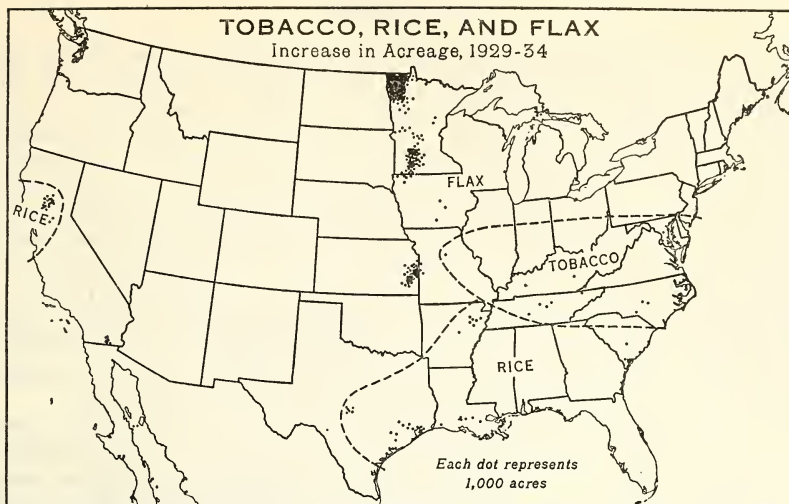 TOBACCO, RICE, AND FLAX
Increase in Acreage, 1929-34
FLAX
RICE
TOBACCO
RICE
Each dot represents
1,000 acres